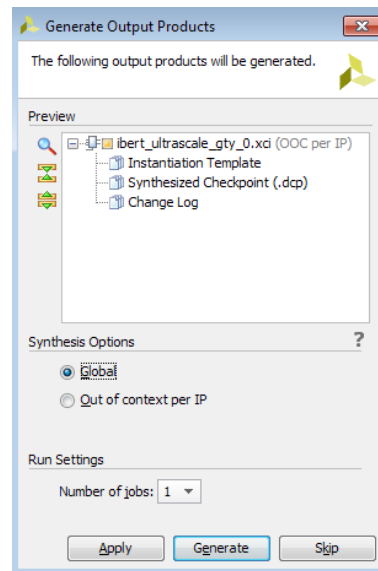 Generate Output Products
The following output products will be generated.
Preview
ibert_ultrascale_gty_0.xci (OOC per IP)
Instantiation Template
Synthesized Checkpoint (.dcp)
Change Log
Synthesis Options ?
Global
Out of context per IP
Run Settings
Number of jobs: 1
Apply Generate Skip